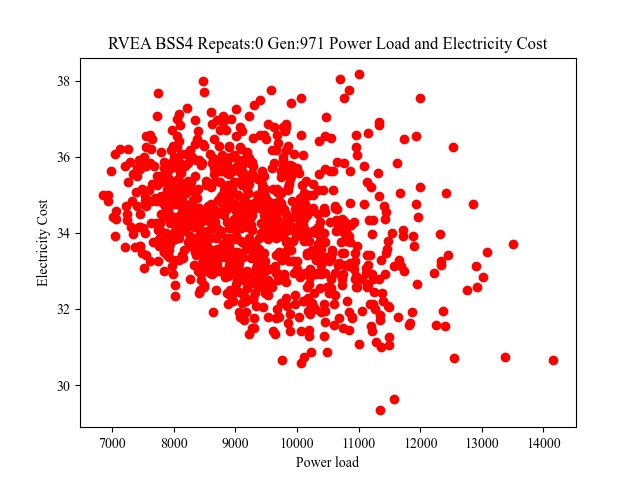 RVEA BSS4 Repeats:0 Gen:971 Power Load and Electricity Cost
38
36
34
32
30
Electricity Cost
7000 8000 9000 10000 11000 12000 13000 14000
Power load